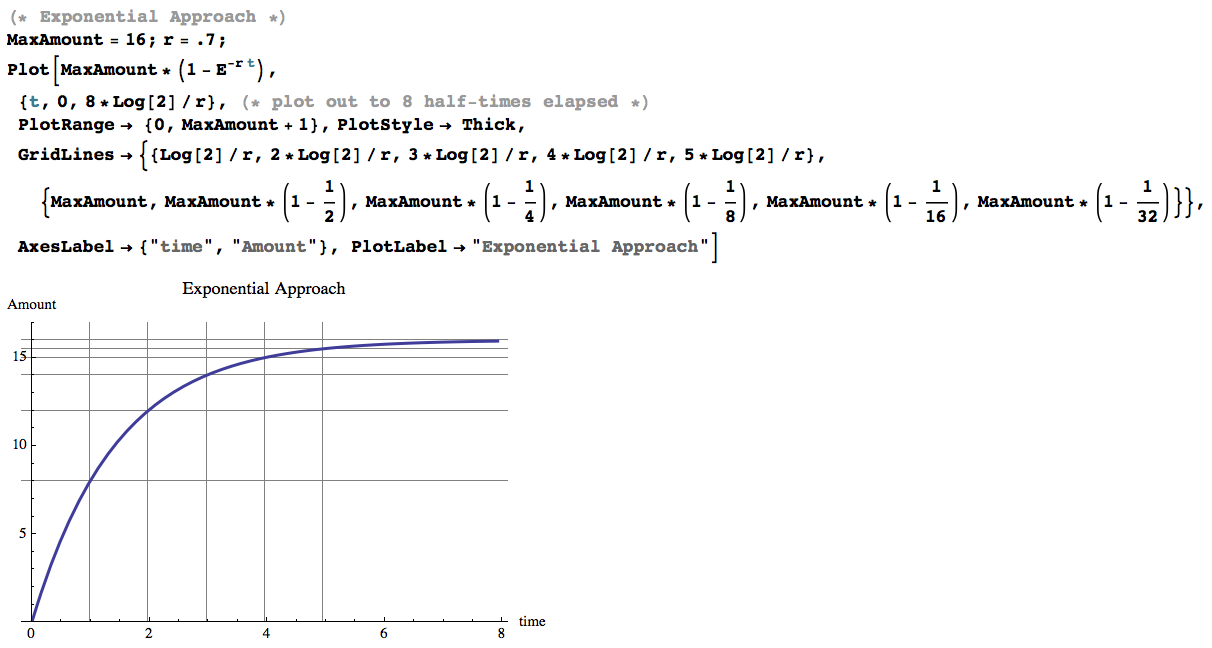 (* Exponential Approach *)
MaxAmount = 16; r = .7;
Plot[MaxAmount * (1 - E^(-r t)),
{t, 0, 8 * Log[2] / r}, (* plot out to 8 half-times elapsed *)
PlotRange → {0, MaxAmount + 1}, PlotStyle → Thick,
GridLines → {{Log[2] / r, 2 * Log[2] / r, 3 * Log[2] / r, 4 * Log[2] / r, 5 * Log[2] / r},
{MaxAmount, MaxAmount * (1 - 1/2), MaxAmount * (1 - 1/4), MaxAmount * (1 - 1/8), MaxAmount * (1 - 1/16), MaxAmount * (1 - 1/32)}},
AxesLabel → {"time", "Amount"}, PlotLabel → "Exponential Approach"]
Exponential Approach
Amount
15
10
5
time
0 2 4 6 8